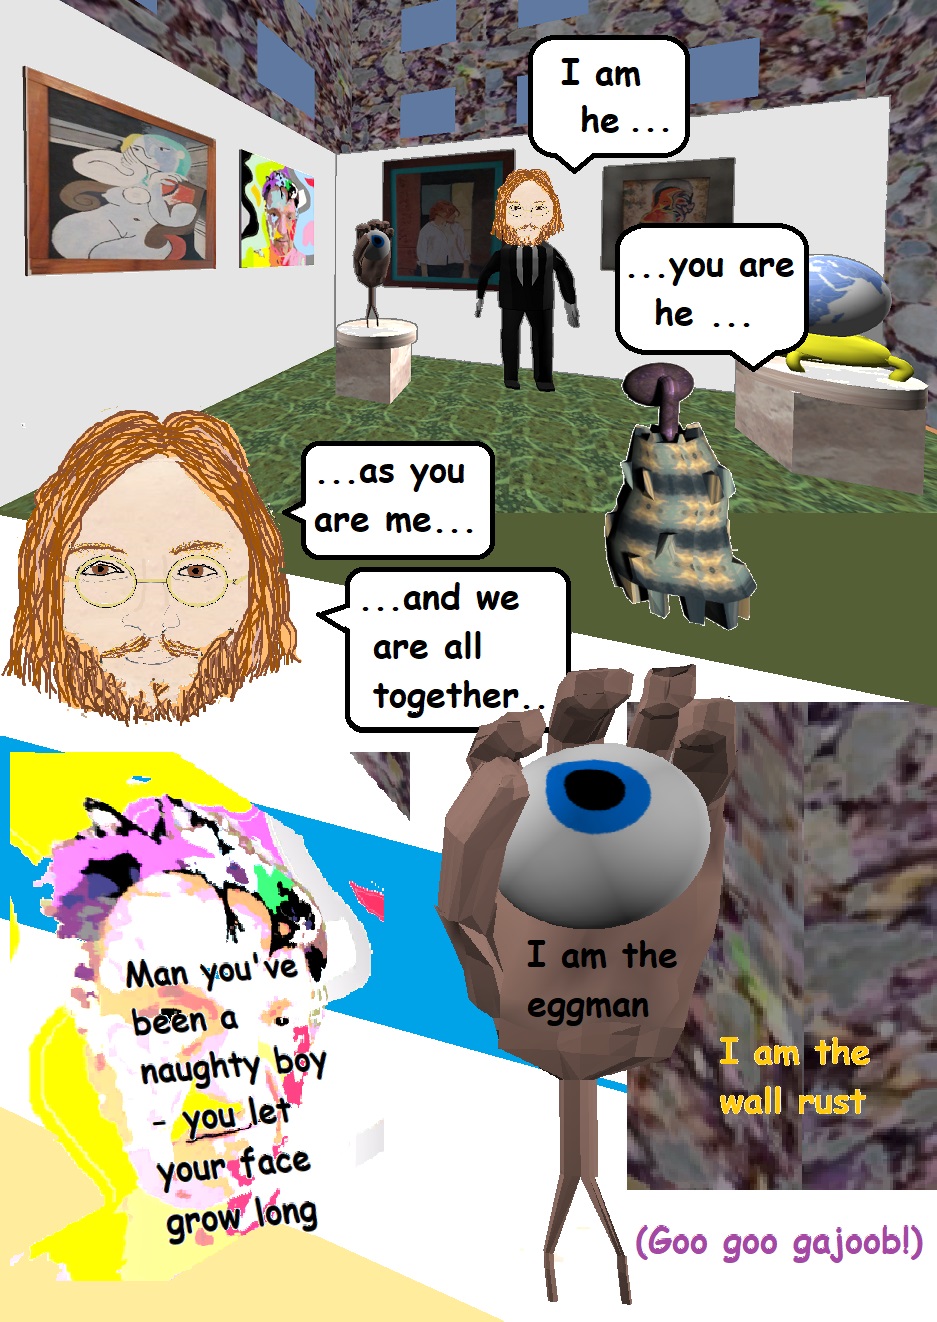 I am
he ...
...you are
he ...
...as you
are me...
...and we
are all
together..
Man you've
been a
naughty boy
- you let
your face
grow long
I am the
eggman
I am the
wall rust
(Goo goo gajoob!)